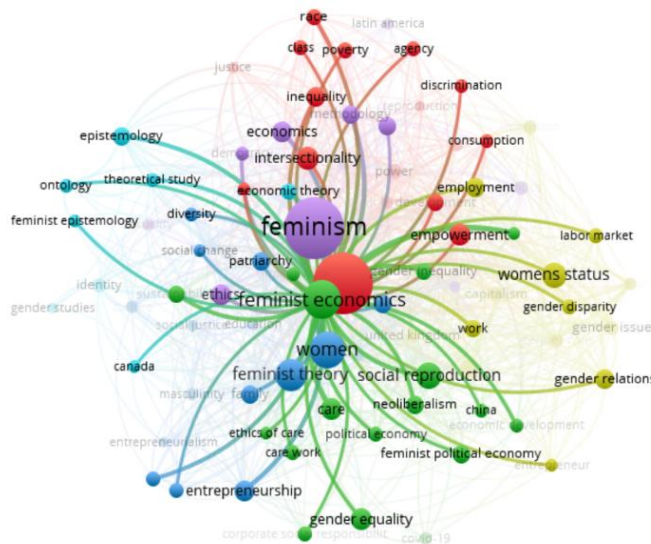 race
latin america
class
poverty
agency
justice
discrimination
inequality
methodology
reproduction
epistemology
economics
consumption
intersectionality
power
ontology
theoretical study
economic theory
employment
feminist epistemology
diversity
feminism
empowerment
labor market
social change
patriarchy
gender inequality
womens status
identity
ethics
feminist economics
capitalism
gender studies
gender disparity
social justice
education
united kingdom
work
gender issue
women
canada
feminist theory
social reproduction
gender relations
masculinity
family
care
neoliberalism
china
economic development
entrepreneurialism
ethics of care
political economy
care work
feminist political economy
entrepreneur
entrepreneurship
gender equality
corporate social responsibilit
covid-19